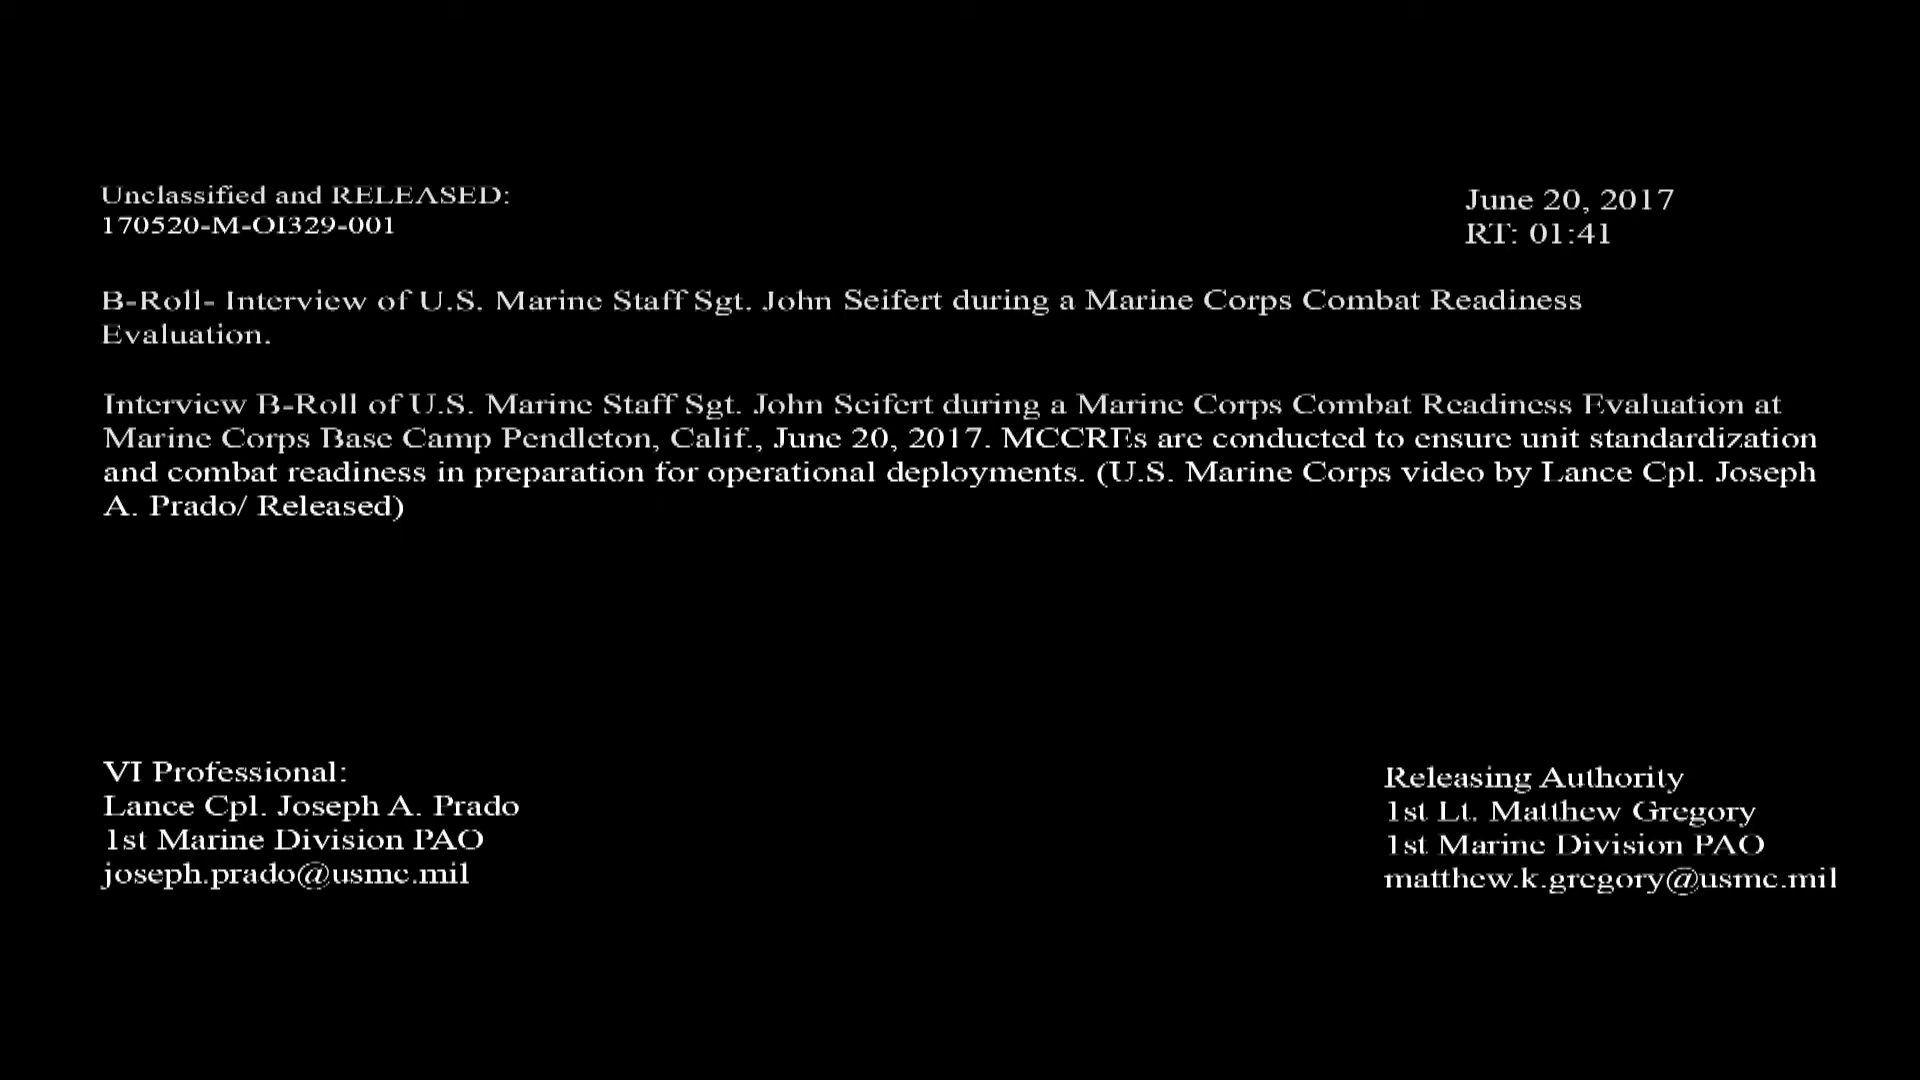 Unclassified and RELEASED:
170520-M-OI329-001
June 20, 2017
RT: 01:41
B-Roll- Interview of U.S. Marine Staff Sgt. John Seifert during a Marine Corps Combat Readiness
Evaluation.
Interview B-Roll of U.S. Marine Staff Sgt. John Seifert during a Marine Corps Combat Readiness Evaluation at
Marine Corps Base Camp Pendleton, Calif., June 20, 2017. MCCREs are conducted to ensure unit standardization
and combat readiness in preparation for operational deployments. (U.S. Marine Corps video by Lance Cpl. Joseph
A. Prado/ Released)
VI Professional:
Lance Cpl. Joseph A. Prado
1st Marine Division PAO
joseph.prado@usmc.mil
Releasing Authority
1st Lt. Matthew Gregory
1st Marine Division PAO
matthew.k.gregory@usmc.mil